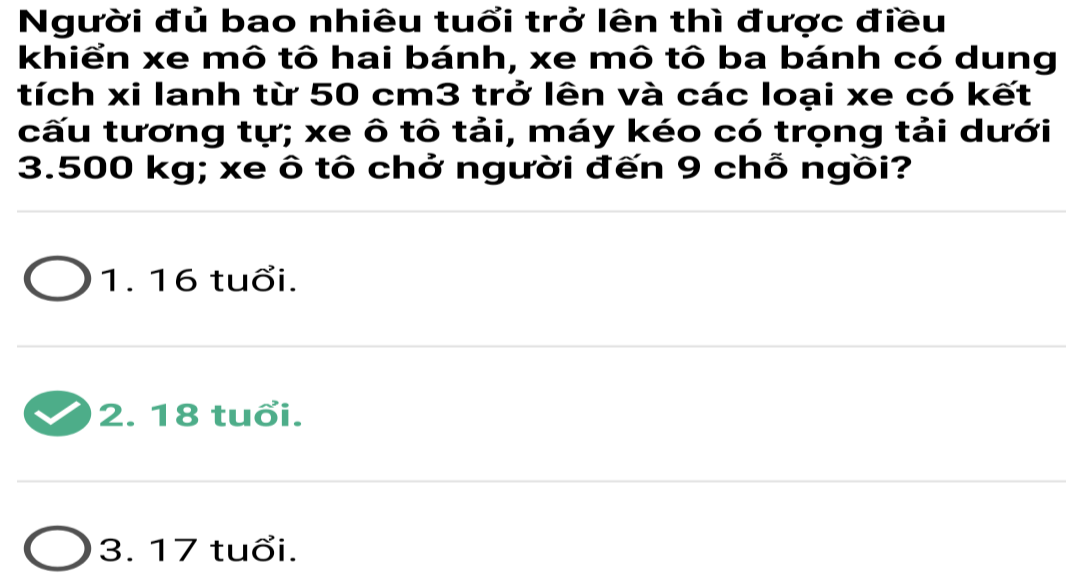 Người đủ bao nhiêu tuổi trở lên thì được điều
khiển xe mô tô hai bánh, xe mô tô ba bánh có dung
tích xi lanh từ 50 cm3 trở lên và các loại xe có kết
cấu tương tự; xe ô tô tải, máy kéo có trọng tải dưới
3.500 kg; xe ô tô chở người đến 9 chỗ ngồi?
1. 16 tuổi.
2. 18 tuổi.
3. 17 tuổi.